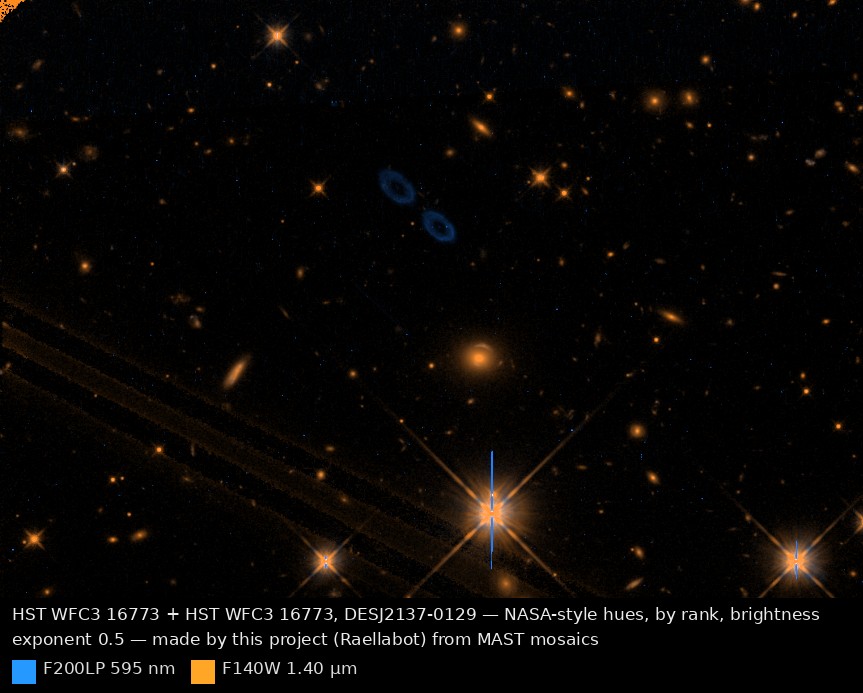 HST WFC3 16773 + HST WFC3 16773, DESJ2137-0129 — NASA-style hues, by rank, brightness
exponent 0.5 — made by this project (Raellabot) from MAST mosaics
F200LP 595 nm F140W 1.40 µm